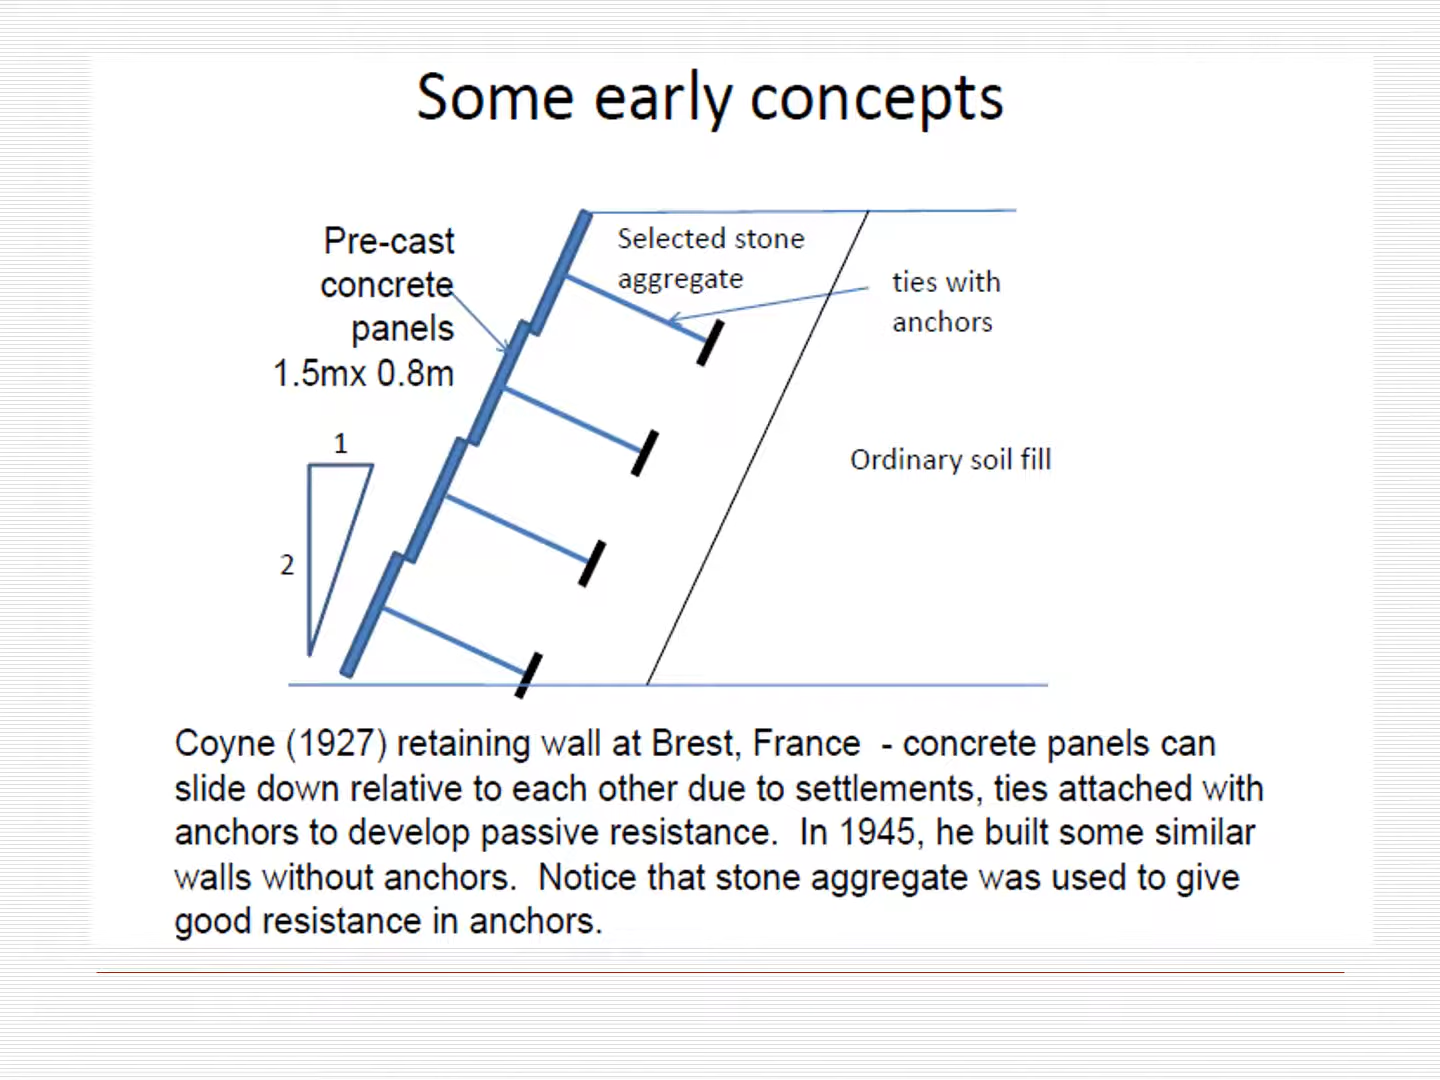 Some early concepts
Pre-cast
concrete
panels
1.5mx 0.8m
Selected stone
aggregate
ties with
anchors
1
2
Ordinary soil fill
Coyne (1927) retaining wall at Brest, France  - concrete panels can
slide down relative to each other due to settlements, ties attached with
anchors to develop passive resistance.  In 1945, he built some similar
walls without anchors.  Notice that stone aggregate was used to give
good resistance in anchors.